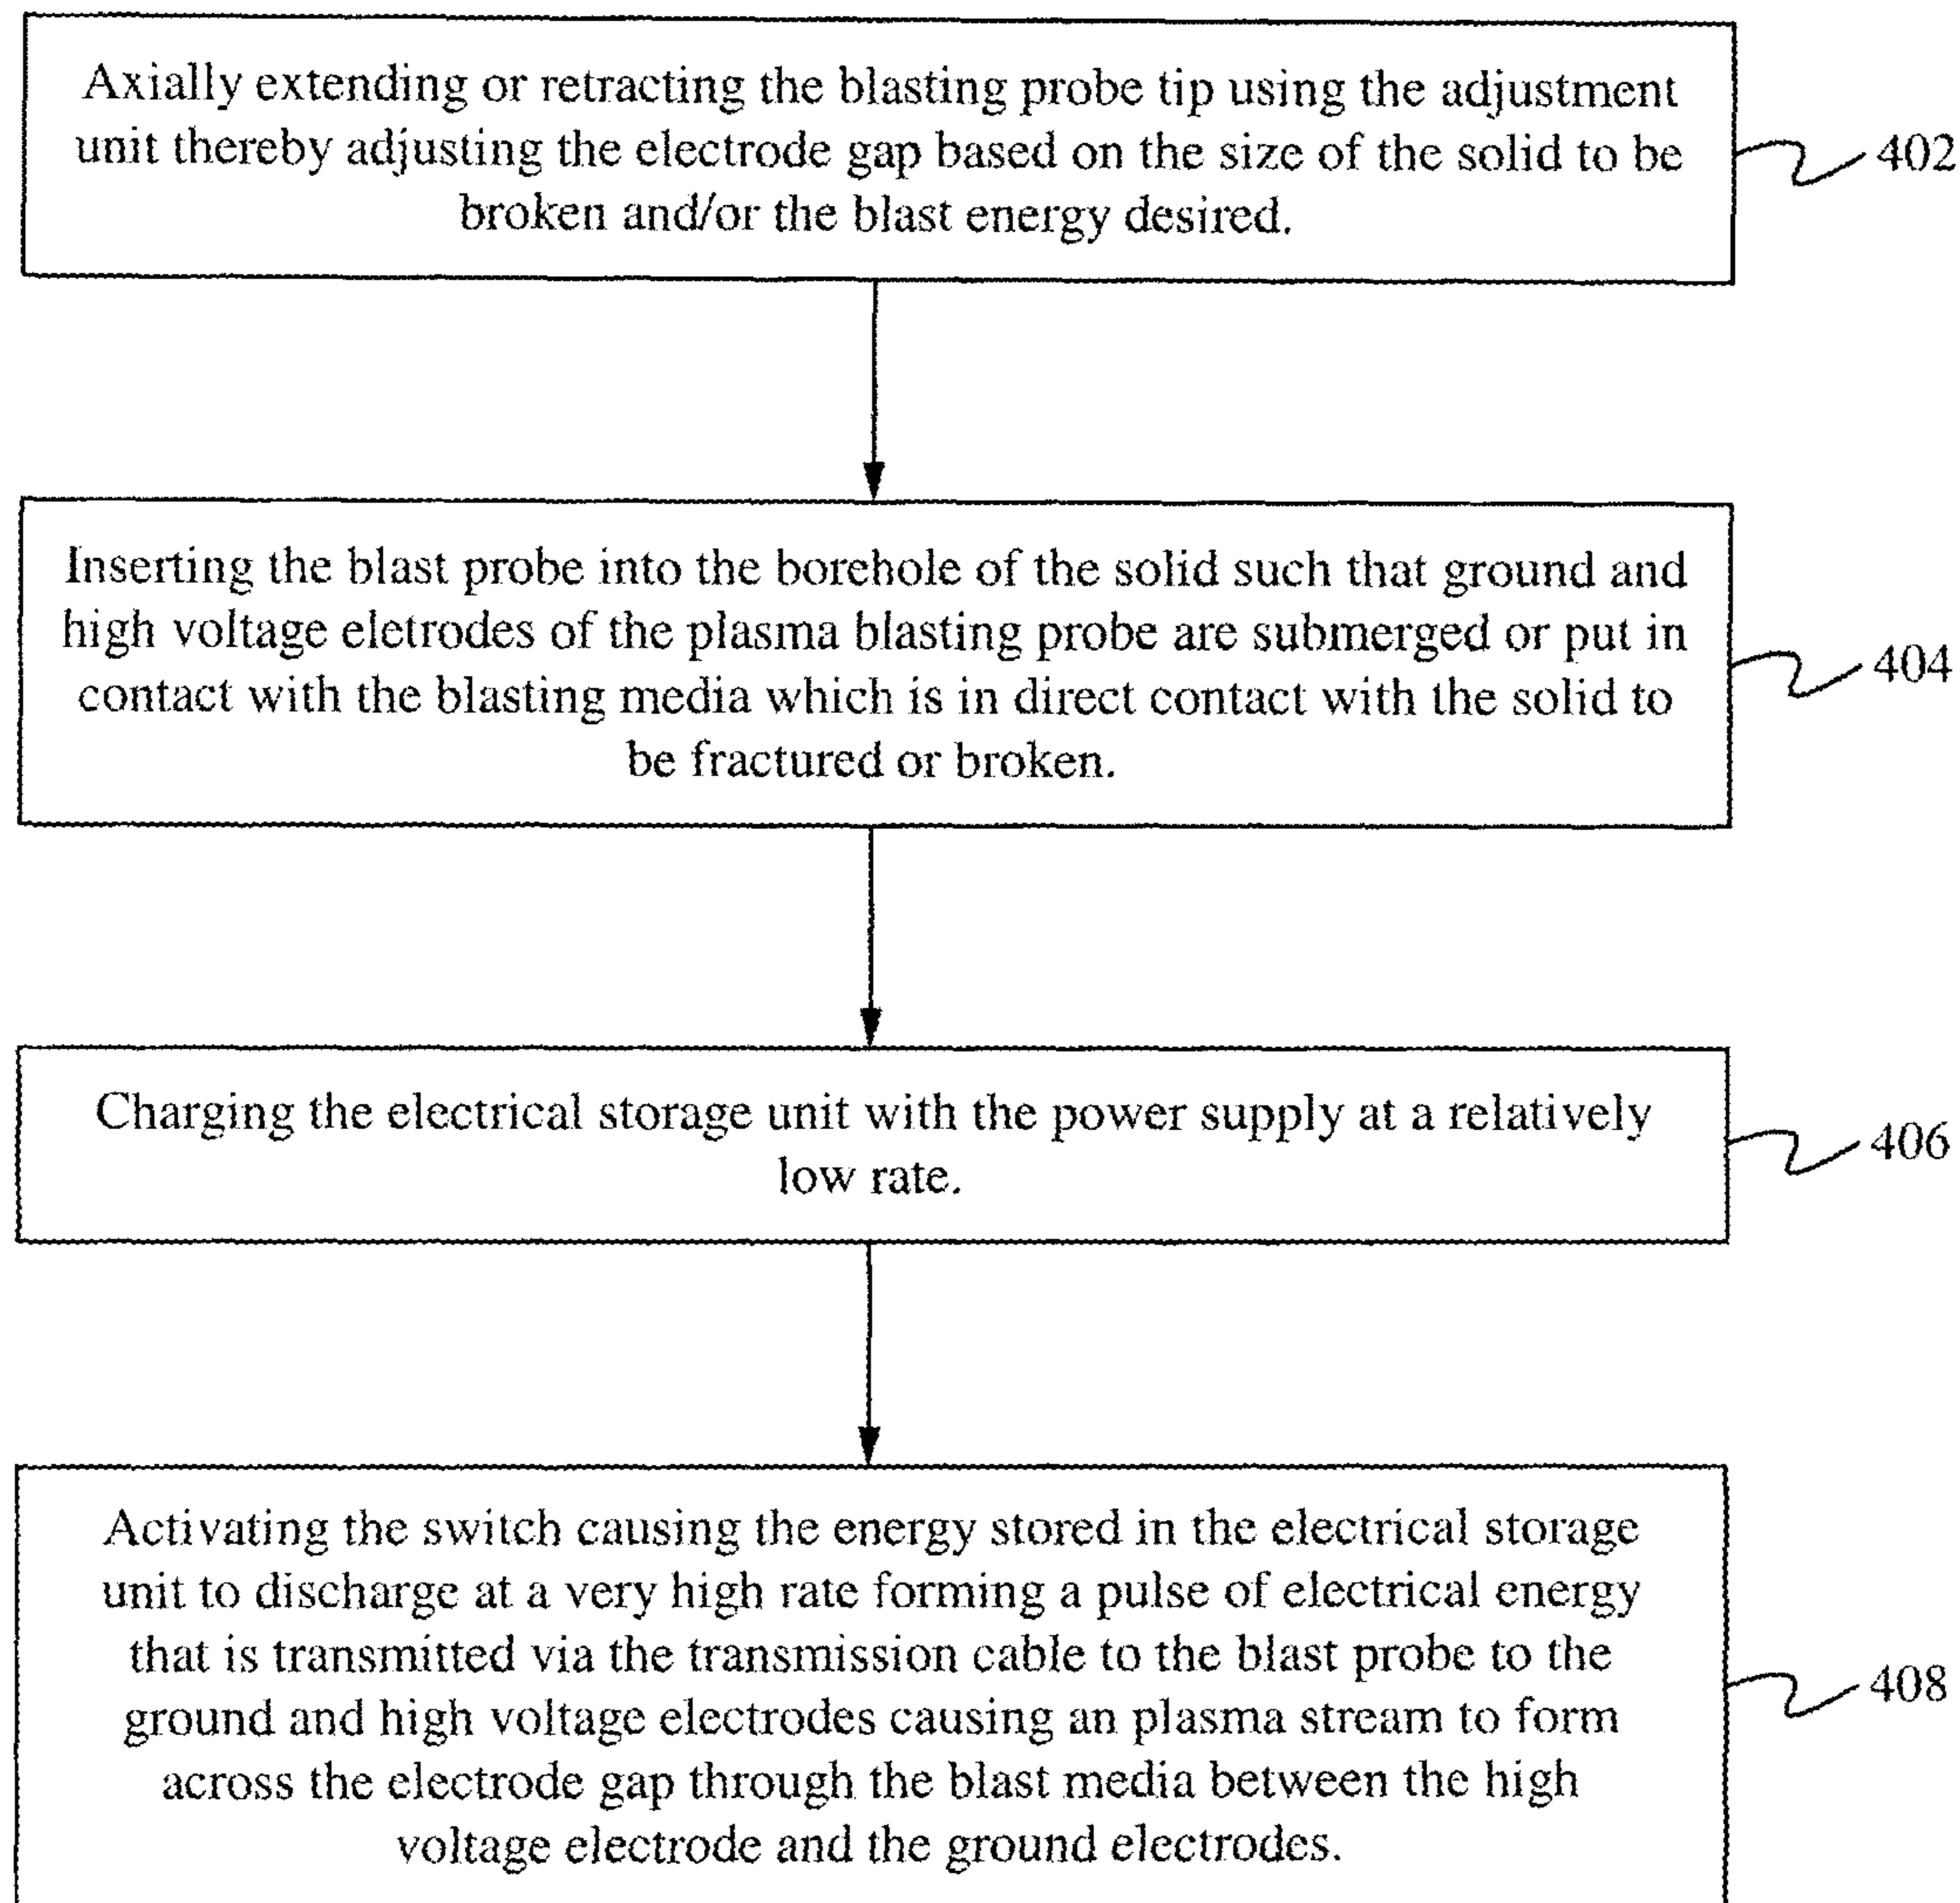 Axially extending or retracting the blasting probe tip using the adjustment
unit thereby adjusting the electrode gap based on the size of the solid to be
broken and/or the blast energy desired.
402
Inserting the blast probe into the borehole of the solid such that ground and
high voltage eletrodes of the plasma blasting probe are submerged or put in
contact with the blasting media which is in direct contact with the solid to
be fractured or broken.
404
Charging the electrical storage unit with the power supply at a relatively
low rate.
406
Activating the switch causing the energy stored in the electrical storage
unit to discharge at a very high rate forming a pulse of electrical energy
that is transmitted via the transmission cable to the blast probe to the
ground and high voltage electrodes causing an plasma stream to form
across the electrode gap through the blast media between the high
voltage electrode and the ground electrodes.
408